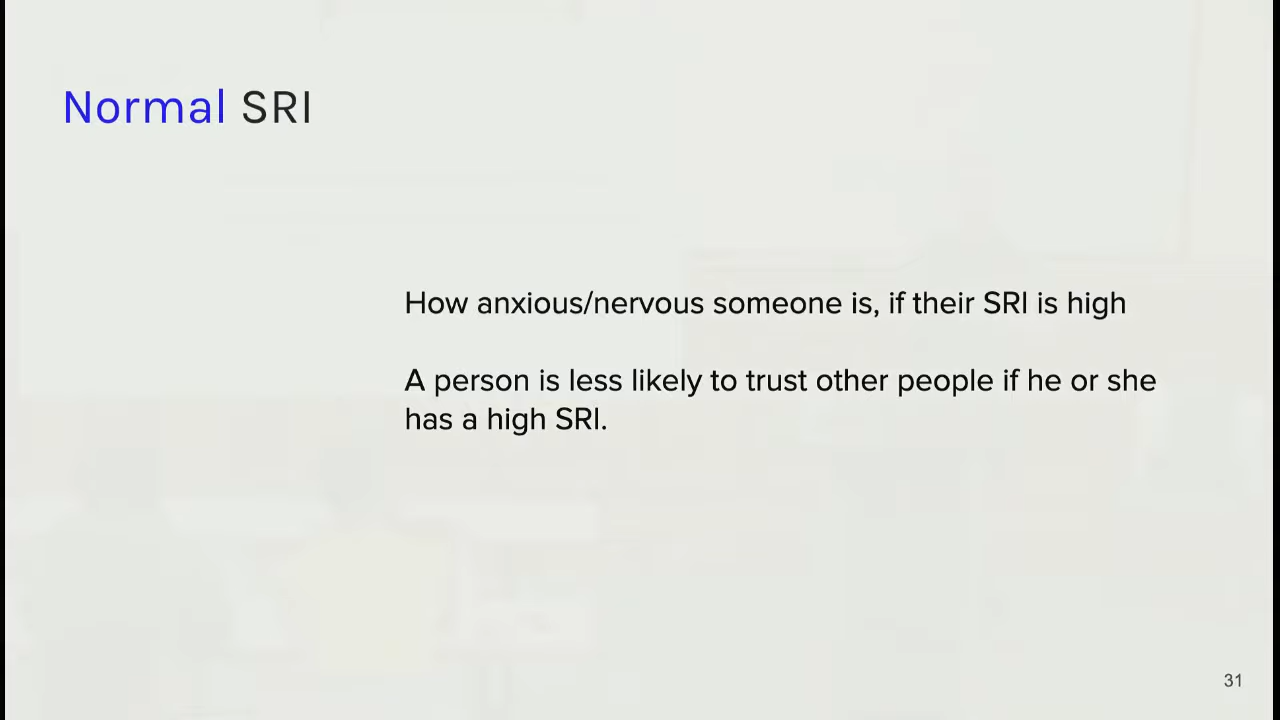 Normal SRI
How anxious/nervous someone is, if their SRI is high
A person is less likely to trust other people if he or she
has a high SRI.
31